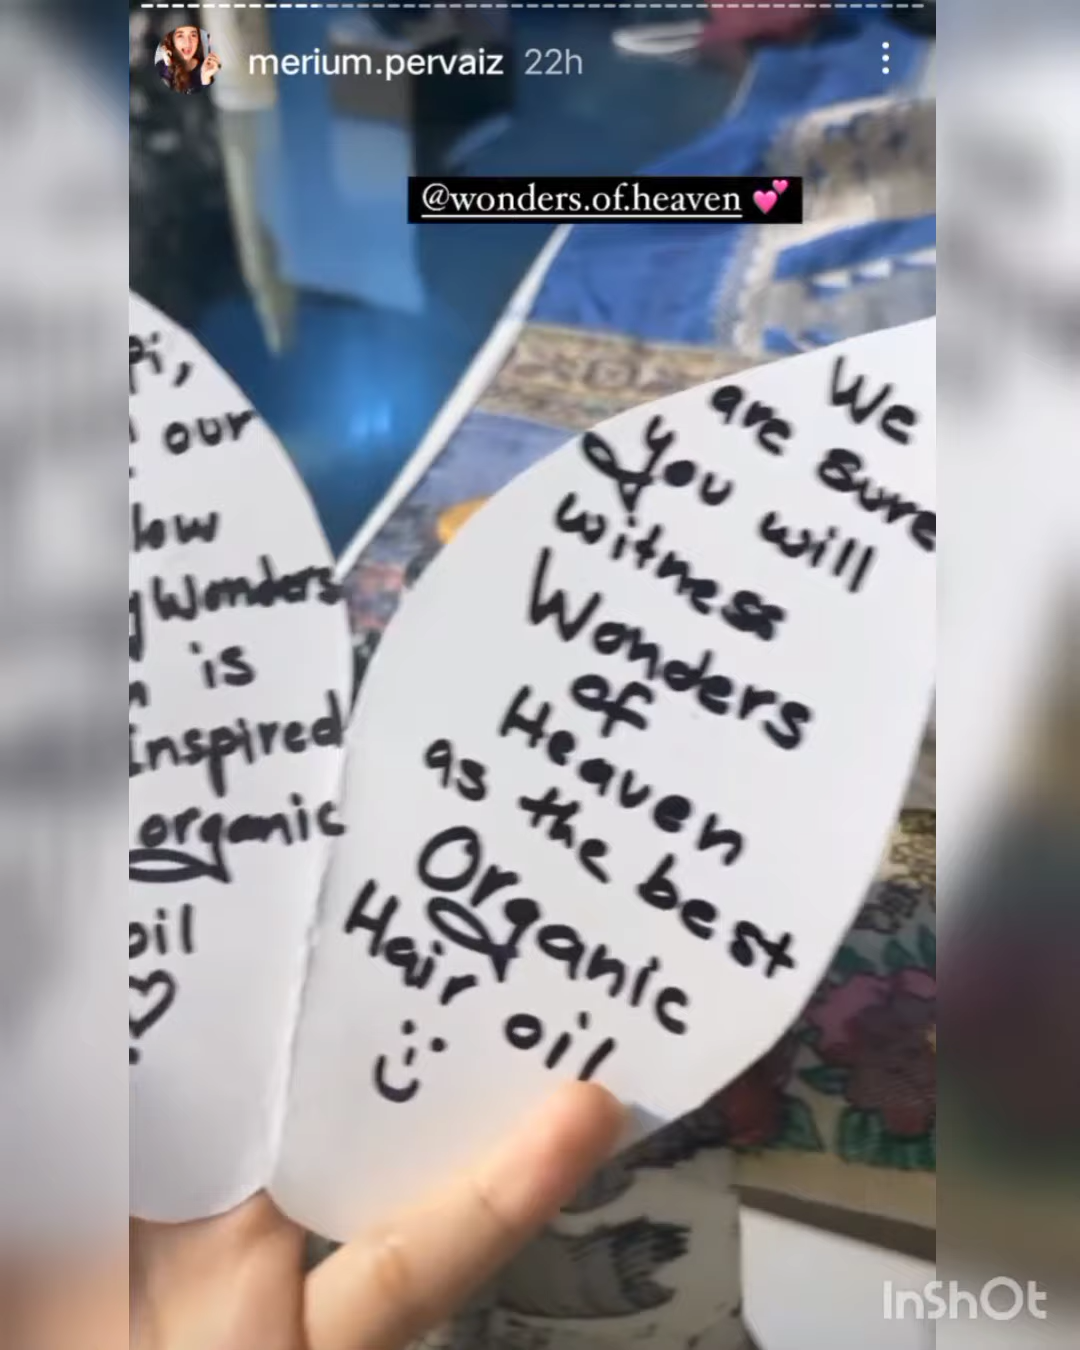 merium.pervaiz 22h
@wonders.of.heaven
our
Wonders
is
inspired
organic
oil
We
are sure
you will
witness
Wonders
of
Heaven
as the best
Organic
Hair oil
InShOt